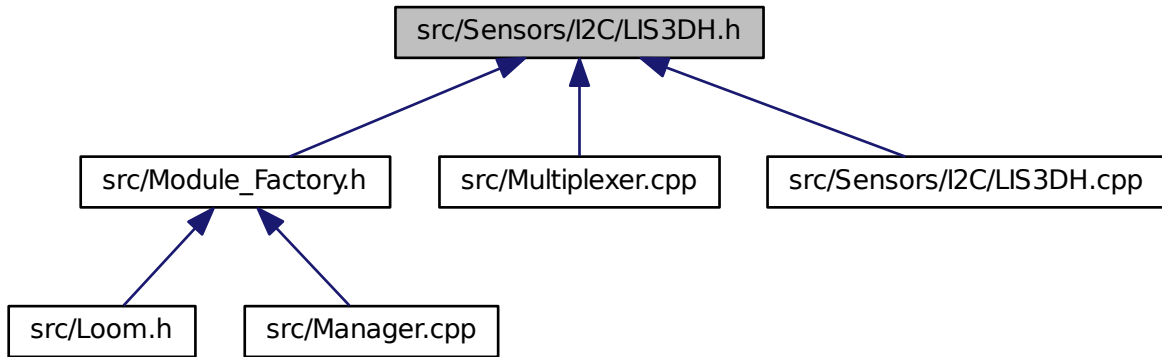 src/Sensors/I2C/LIS3DH.h
src/Module_Factory.h
src/Multiplexer.cpp
src/Sensors/I2C/LIS3DH.cpp
src/Loom.h
src/Manager.cpp